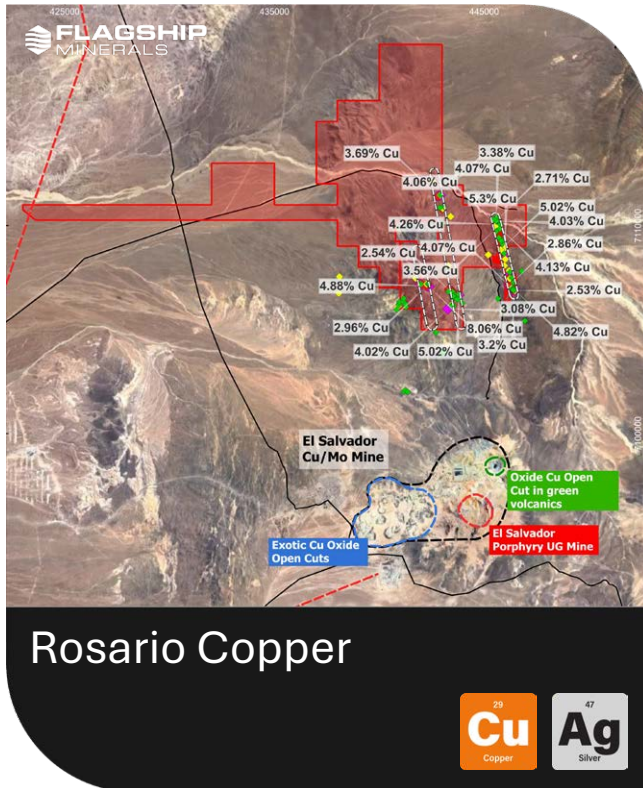 425000
435000
445000
FLAGSHIP
MINERALS
3.38% Cu
3.69% Cu
4.07% Cu
2.71% Cu
4.06% Cu
5.3% Cu
5.02% Cu
4.26% Cu
4.03% Cu
2.54% Cu
4.07% Cu
2.86% Cu
3.56% Cu
4.13% Cu
4.88% Cu
2.53% Cu
3.08% Cu
2.96% Cu
8.06% Cu
4.82% Cu
4.02% Cu
5.02% Cu
3.2% Cu
El Salvador
Cu/Mo Mine
Oxide Cu Open
Cut in green
volcanics
El Salvador
Porphyry UG Mine
Exotic Cu Oxide
Open Cuts
Rosario Copper
29
Cu
Copper
47
Ag
Silver